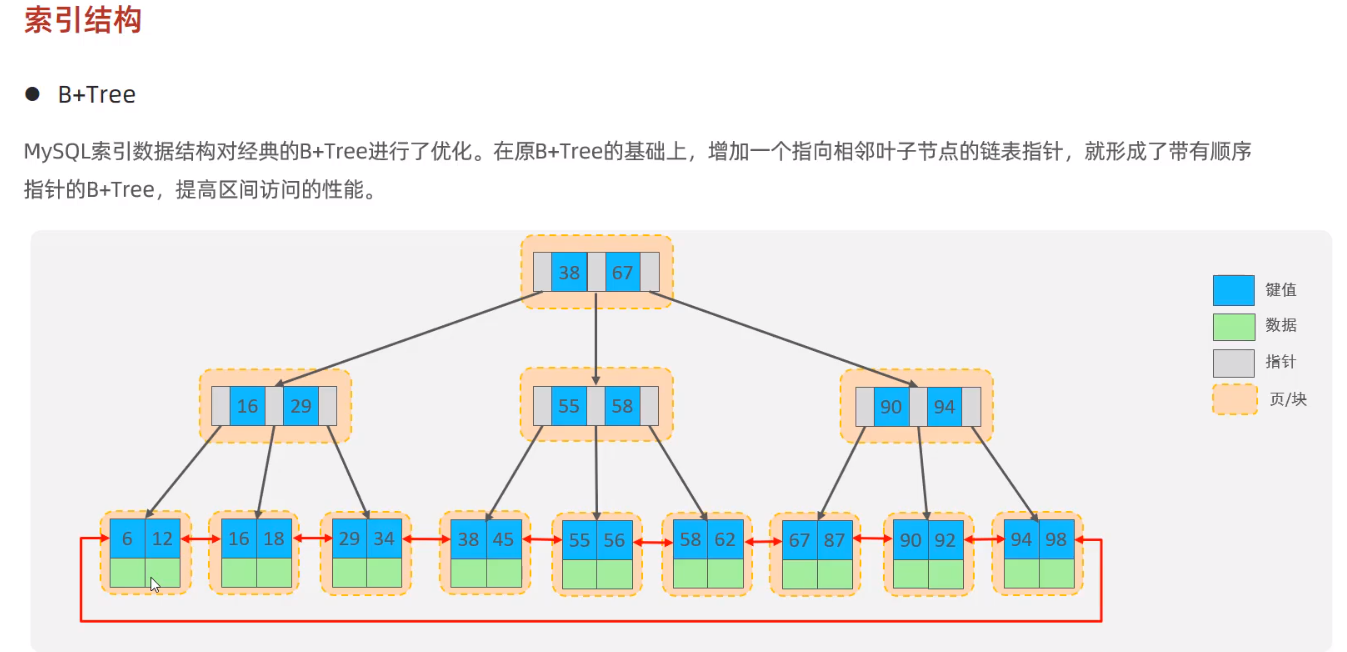 索引结构
● B+Tree
MySQL索引数据结构对经典的B+Tree进行了优化。在原B+Tree的基础上，增加一个指向相邻叶子节点的链表指针，就形成了带有顺序
指针的B+Tree，提高区间访问的性能。
38 67
键值
数据
指针
页/块
16 29 55 58 90 94
6 12 16 18 29 34 38 45 55 56 58 62 67 87 90 92 94 98